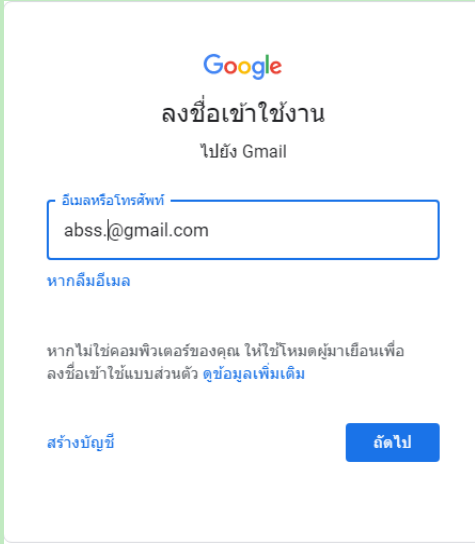 Google
ลงชื่อเข้าใช้งาน
ไปยัง Gmail
อีเมลหรือโทรศัพท์
abss.@gmail.com
หากลืมอีเมล
หากไม่ใช่คอมพิวเตอร์ของคุณ ให้ใช้โหมดผู้มาเยือนเพื่อ
ลงชื่อเข้าใช้แบบส่วนตัว ดูข้อมูลเพิ่มเติม
สร้างบัญชี
ถัดไป